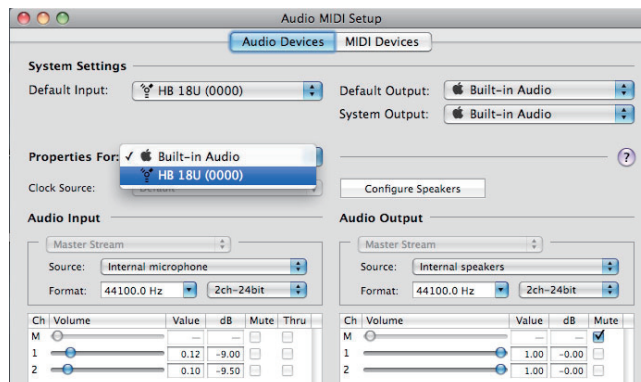 Audio MIDI Setup
Audio Devices MIDI Devices
System Settings
Default Input: HB 18U (0000) Default Output: Built-in Audio
System Output: Built-in Audio
Properties For: ✓ Built-in Audio
HB 18U (0000)
Clock Source: Default Configure Speakers
?
Audio Input Audio Output
Master Stream Master Stream
Source: Internal microphone Source: Internal speakers
Format: 44100.0 Hz 2ch-24bit Format: 44100.0 Hz 2ch-24bit
Ch Volume Value dB Mute Thru Ch Volume Value dB Mute
M — — M — —
1 0.12 -9.00 1 1.00 -0.00
2 0.10 -9.50 2 1.00 -0.00